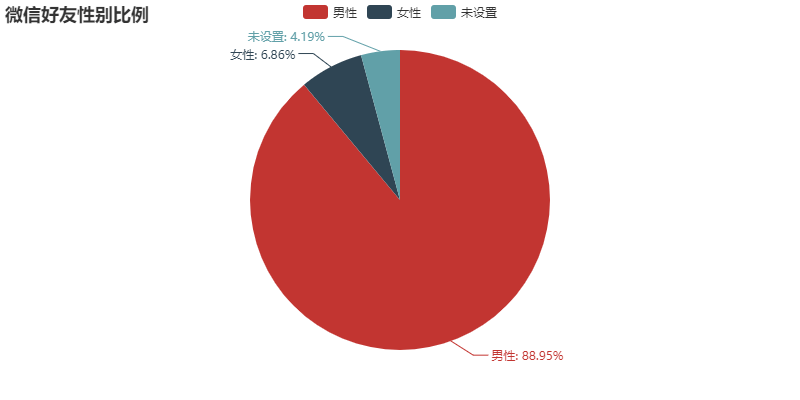 微信好友性别比例
男性 女性 未设置
未设置: 4.19%
女性: 6.86%
男性: 88.95%